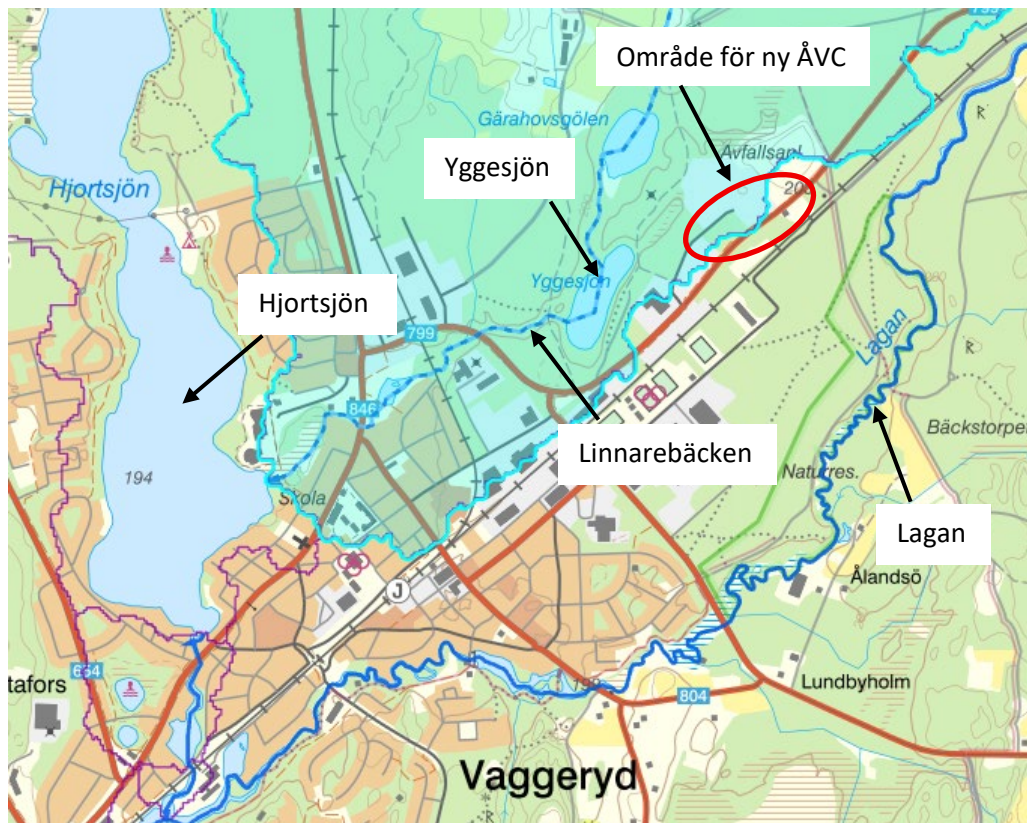 799
Område för ny ÅVC
Gärahovsgölen
Avfallsanl.
Yggesjön
R
Hjortsjön
200
Yggesjön
Hjortsjön
799
Lagan
R
846
Linnarebäcken
Bäckstorpet
194
Naturres.
Skola
Lagan
Ålandsö
J
654
tafors
199
804
Lundbyholm
Vaggeryd